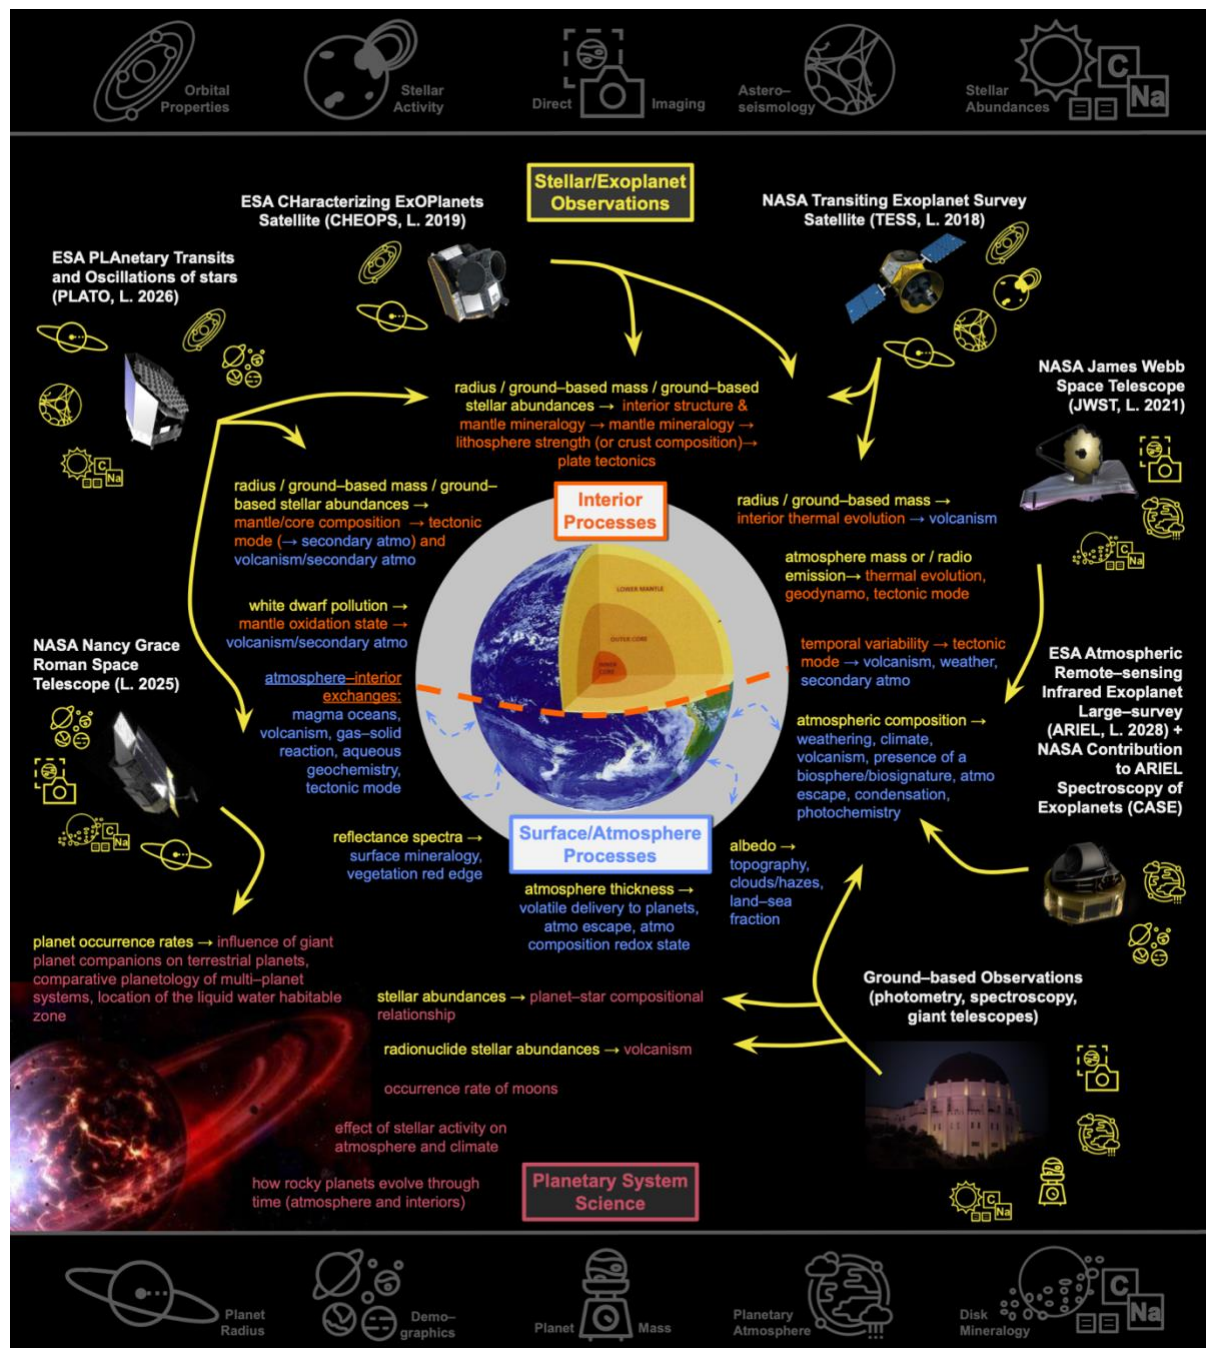 Orbital
Properties
Stellar
Activity
Direct
Imaging
Astero–
seismology
Stellar
Abundances
C
Na
Stellar/Exoplanet
Observations
ESA CHaracterizing ExOPlanets
Satellite (CHEOPS, L. 2019)
NASA Transiting Exoplanet Survey
Satellite (TESS, L. 2018)
ESA PLAnetary Transits
and Oscillations of stars
(PLATO, L. 2026)
C
Na
NASA James Webb
Space Telescope
(JWST, L. 2021)
C
Na
radius / ground–based mass / ground–based
stellar abundances → interior structure &
mantle mineralogy → mantle mineralogy →
lithosphere strength (or crust composition)→
plate tectonics
radius / ground–based mass / ground–
based stellar abundances →
mantle/core composition → tectonic
mode (→ secondary atmo) and
volcanism/secondary atmo
Interior
Processes
radius / ground–based mass →
interior thermal evolution → volcanism
atmosphere mass or / radio
emission→ thermal evolution,
geodynamo, tectonic mode
LOWER MANTLE
OUTER CORE
INNER
CORE
white dwarf pollution →
mantle oxidation state →
volcanism/secondary atmo
temporal variability → tectonic
mode → volcanism, weather,
secondary atmo
NASA Nancy Grace
Roman Space
Telescope (L. 2025)
C
Na
atmosphere–interior
exchanges:
magma oceans,
volcanism, gas–solid
reaction, aqueous
geochemistry,
tectonic mode
atmospheric composition →
weathering, climate,
volcanism, presence of a
biosphere/biosignature, atmo
escape, condensation,
photochemistry
ESA Atmospheric
Remote–sensing
Infrared Exoplanet
Large–survey
(ARIEL, L. 2028) +
NASA Contribution
to ARIEL
Spectroscopy of
Exoplanets (CASE)
Surface/Atmosphere
Processes
reflectance spectra →
surface mineralogy,
vegetation red edge
atmosphere thickness →
volatile delivery to planets,
atmo escape, atmo
composition redox state
albedo →
topography,
clouds/hazes,
land–sea
fraction
planet occurrence rates → influence of giant
planet companions on terrestrial planets,
comparative planetology of multi–planet
systems, location of the liquid water habitable
zone
Ground–based Observations
(photometry, spectroscopy,
giant telescopes)
C
Na
stellar abundances → planet–star compositional
relationship
radionuclide stellar abundances → volcanism
occurrence rate of moons
effect of stellar activity on
atmosphere and climate
how rocky planets evolve through
time (atmosphere and interiors)
Planetary System
Science
Planet
Radius
Demo–
graphics
Planet
Mass
Planetary
Atmosphere
Disk
Mineralogy
C
Na